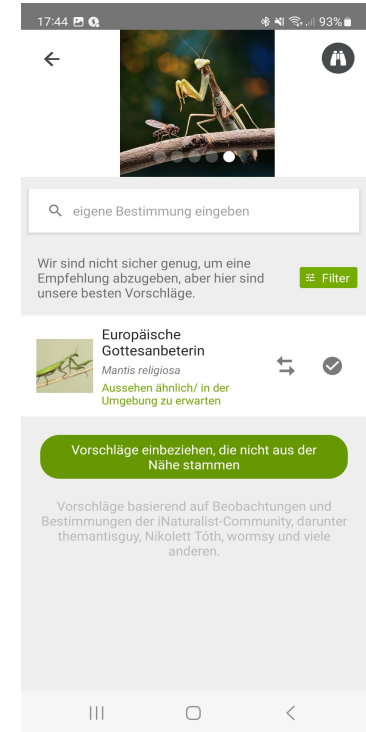 17:44
93%
eigene Bestimmung eingeben
Wir sind nicht sicher genug, um eine
Empfehlung abzugeben, aber hier sind
unsere besten Vorschläge.
Filter
Europäische
Gottesanbeterin
Mantis religiosa
Aussehen ähnlich/ in der
Umgebung zu erwarten
Vorschläge einbeziehen, die nicht aus der
Nähe stammen
Vorschläge basierend auf Beobachtungen und
Bestimmungen der iNaturalist-Community, darunter
themantisguy, Nikolett Tóth, wormsy und viele
anderen.